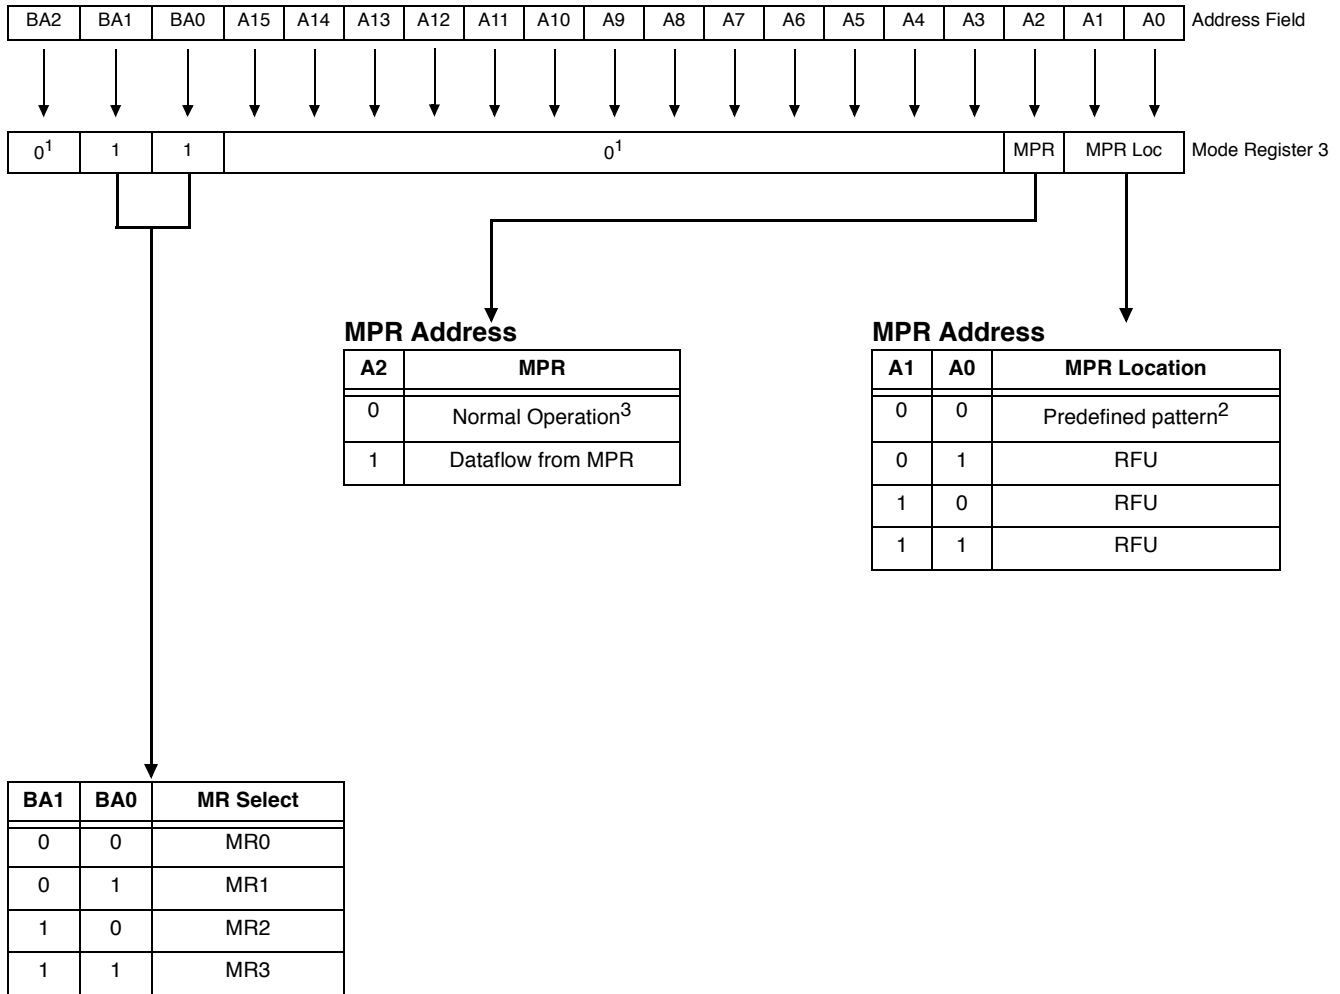 BA2 BA1 BA0 A15 A14 A13 A12 A11 A10 A9 A8 A7 A6 A5 A4 A3 A2 A1 A0 Address Field
0¹ 1 1 0¹ MPR MPR Loc Mode Register 3
MPR Address
A2 MPR
0 Normal Operation³
1 Dataflow from MPR
MPR Address
A1 A0 MPR Location
0 0 Predefined pattern²
0 1 RFU
1 0 RFU
1 1 RFU
BA1 BA0 MR Select
0 0 MR0
0 1 MR1
1 0 MR2
1 1 MR3